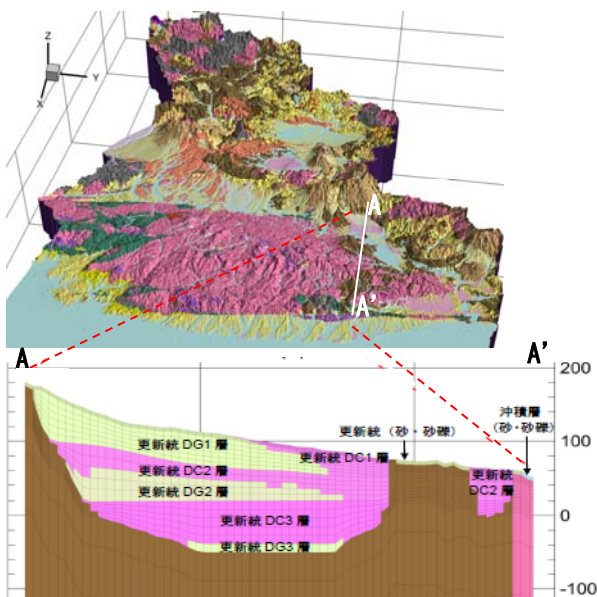 Z
Y
X
A
A'
A
A'
200
沖積層
(砂・砂礫)
更新統 (砂・砂礫)
100
更新統 DG1 層
更新統 DC1 層
更新統 DC2 層
更新統
DC2 層
更新統 DG2 層
0
更新統 DC3 層
更新統 DG3 層
-100